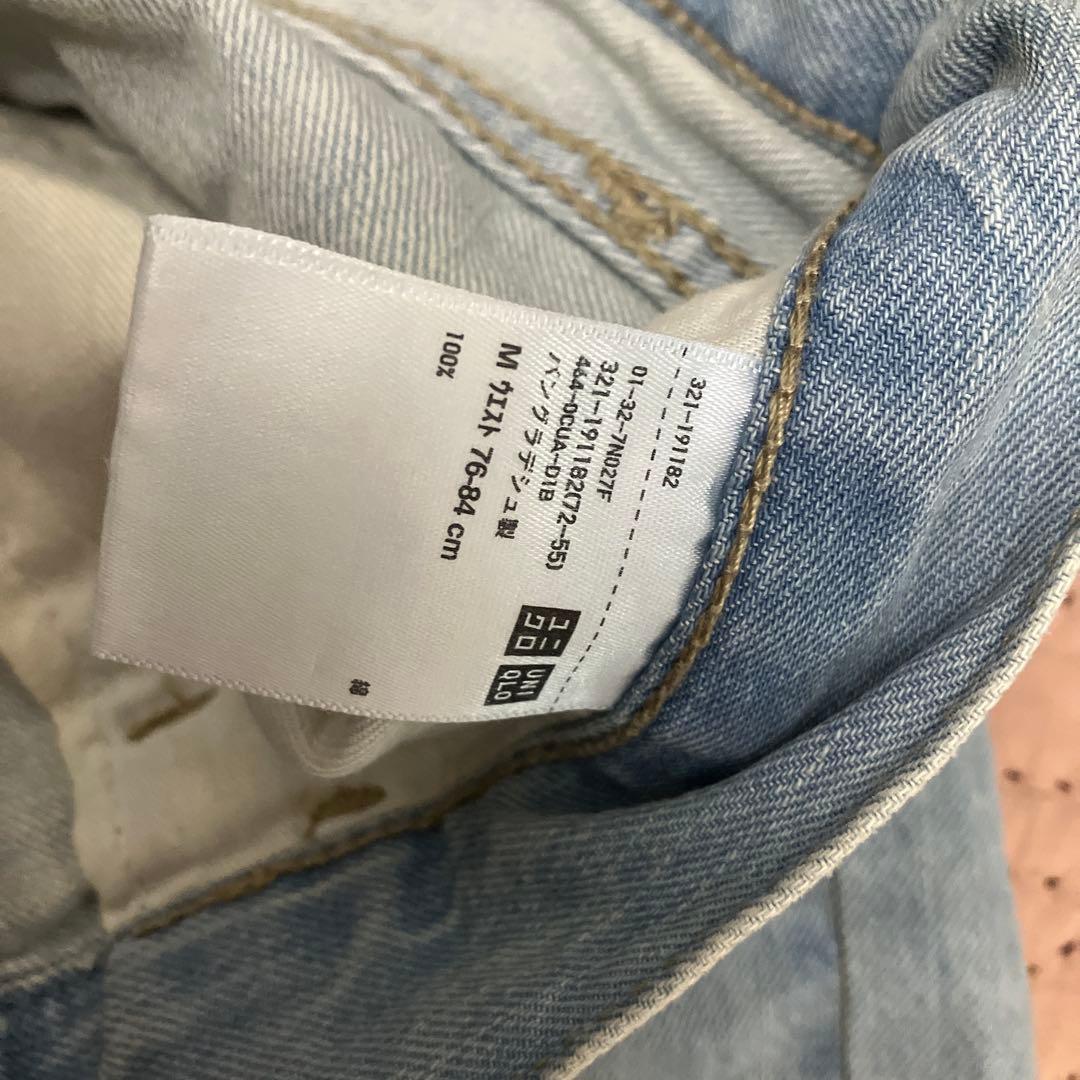 321-191182
01-32-7N027F
321-191182(72-55)
444-0CUA-D1B
バングラデシュ製
M ウエスト 76-84 cm
綿 100%
ユニ
クロ
UNI
QLO